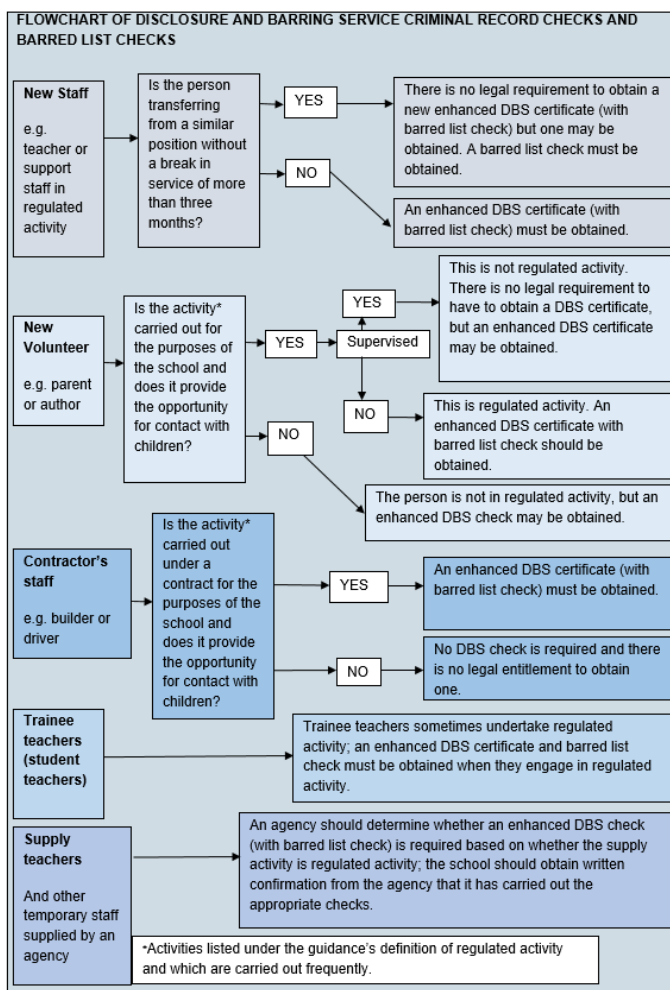 FLOWCHART OF DISCLOSURE AND BARRING SERVICE CRIMINAL RECORD CHECKS AND
BARRED LIST CHECKS
New Staff
e.g.
teacher or
support
staff in
regulated
activity
Is the person
transferring
from a similar
position without
a break in
service of more
than three
months?
YES
There is no legal requirement to obtain a
new enhanced DBS certificate (with
barred list check) but one may be
obtained. A barred list check must be
obtained.
NO
An enhanced DBS certificate (with
barred list check) must be obtained.
New
Volunteer
e.g. parent
or author
Is the activity*
carried out for
the purposes of
the school and
does it provide
the opportunity
for contact with
children?
YES
Supervised
YES
This is not regulated activity.
There is no legal requirement to
have to obtain a DBS certificate,
but an enhanced DBS certificate
may be obtained.
NO
This is regulated activity. An
enhanced DBS certificate with
barred list check should be
obtained.
NO
The person is not in regulated activity, but an
enhanced DBS check may be obtained.
Contractor's
staff
e.g. builder or
driver
Is the activity*
carried out
under a
contract for the
purposes of the
school and
does it provide
the opportunity
for contact with
children?
YES
An enhanced DBS certificate (with
barred list check) must be obtained.
NO
No DBS check is required and there
is no legal entitlement to obtain
one.
Trainee
teachers
(student
teachers)
Trainee teachers sometimes undertake regulated
activity; an enhanced DBS certificate and barred list
check must be obtained when they engage in regulated
activity.
Supply
teachers
And other
temporary staff
supplied by an
agency
An agency should determine whether an enhanced DBS check
(with barred list check) is required based on whether the supply
activity is regulated activity; the school should obtain written
confirmation from the agency that it has carried out the
appropriate checks.
*Activities listed under the guidance's definition of regulated activity
and which are carried out frequently.